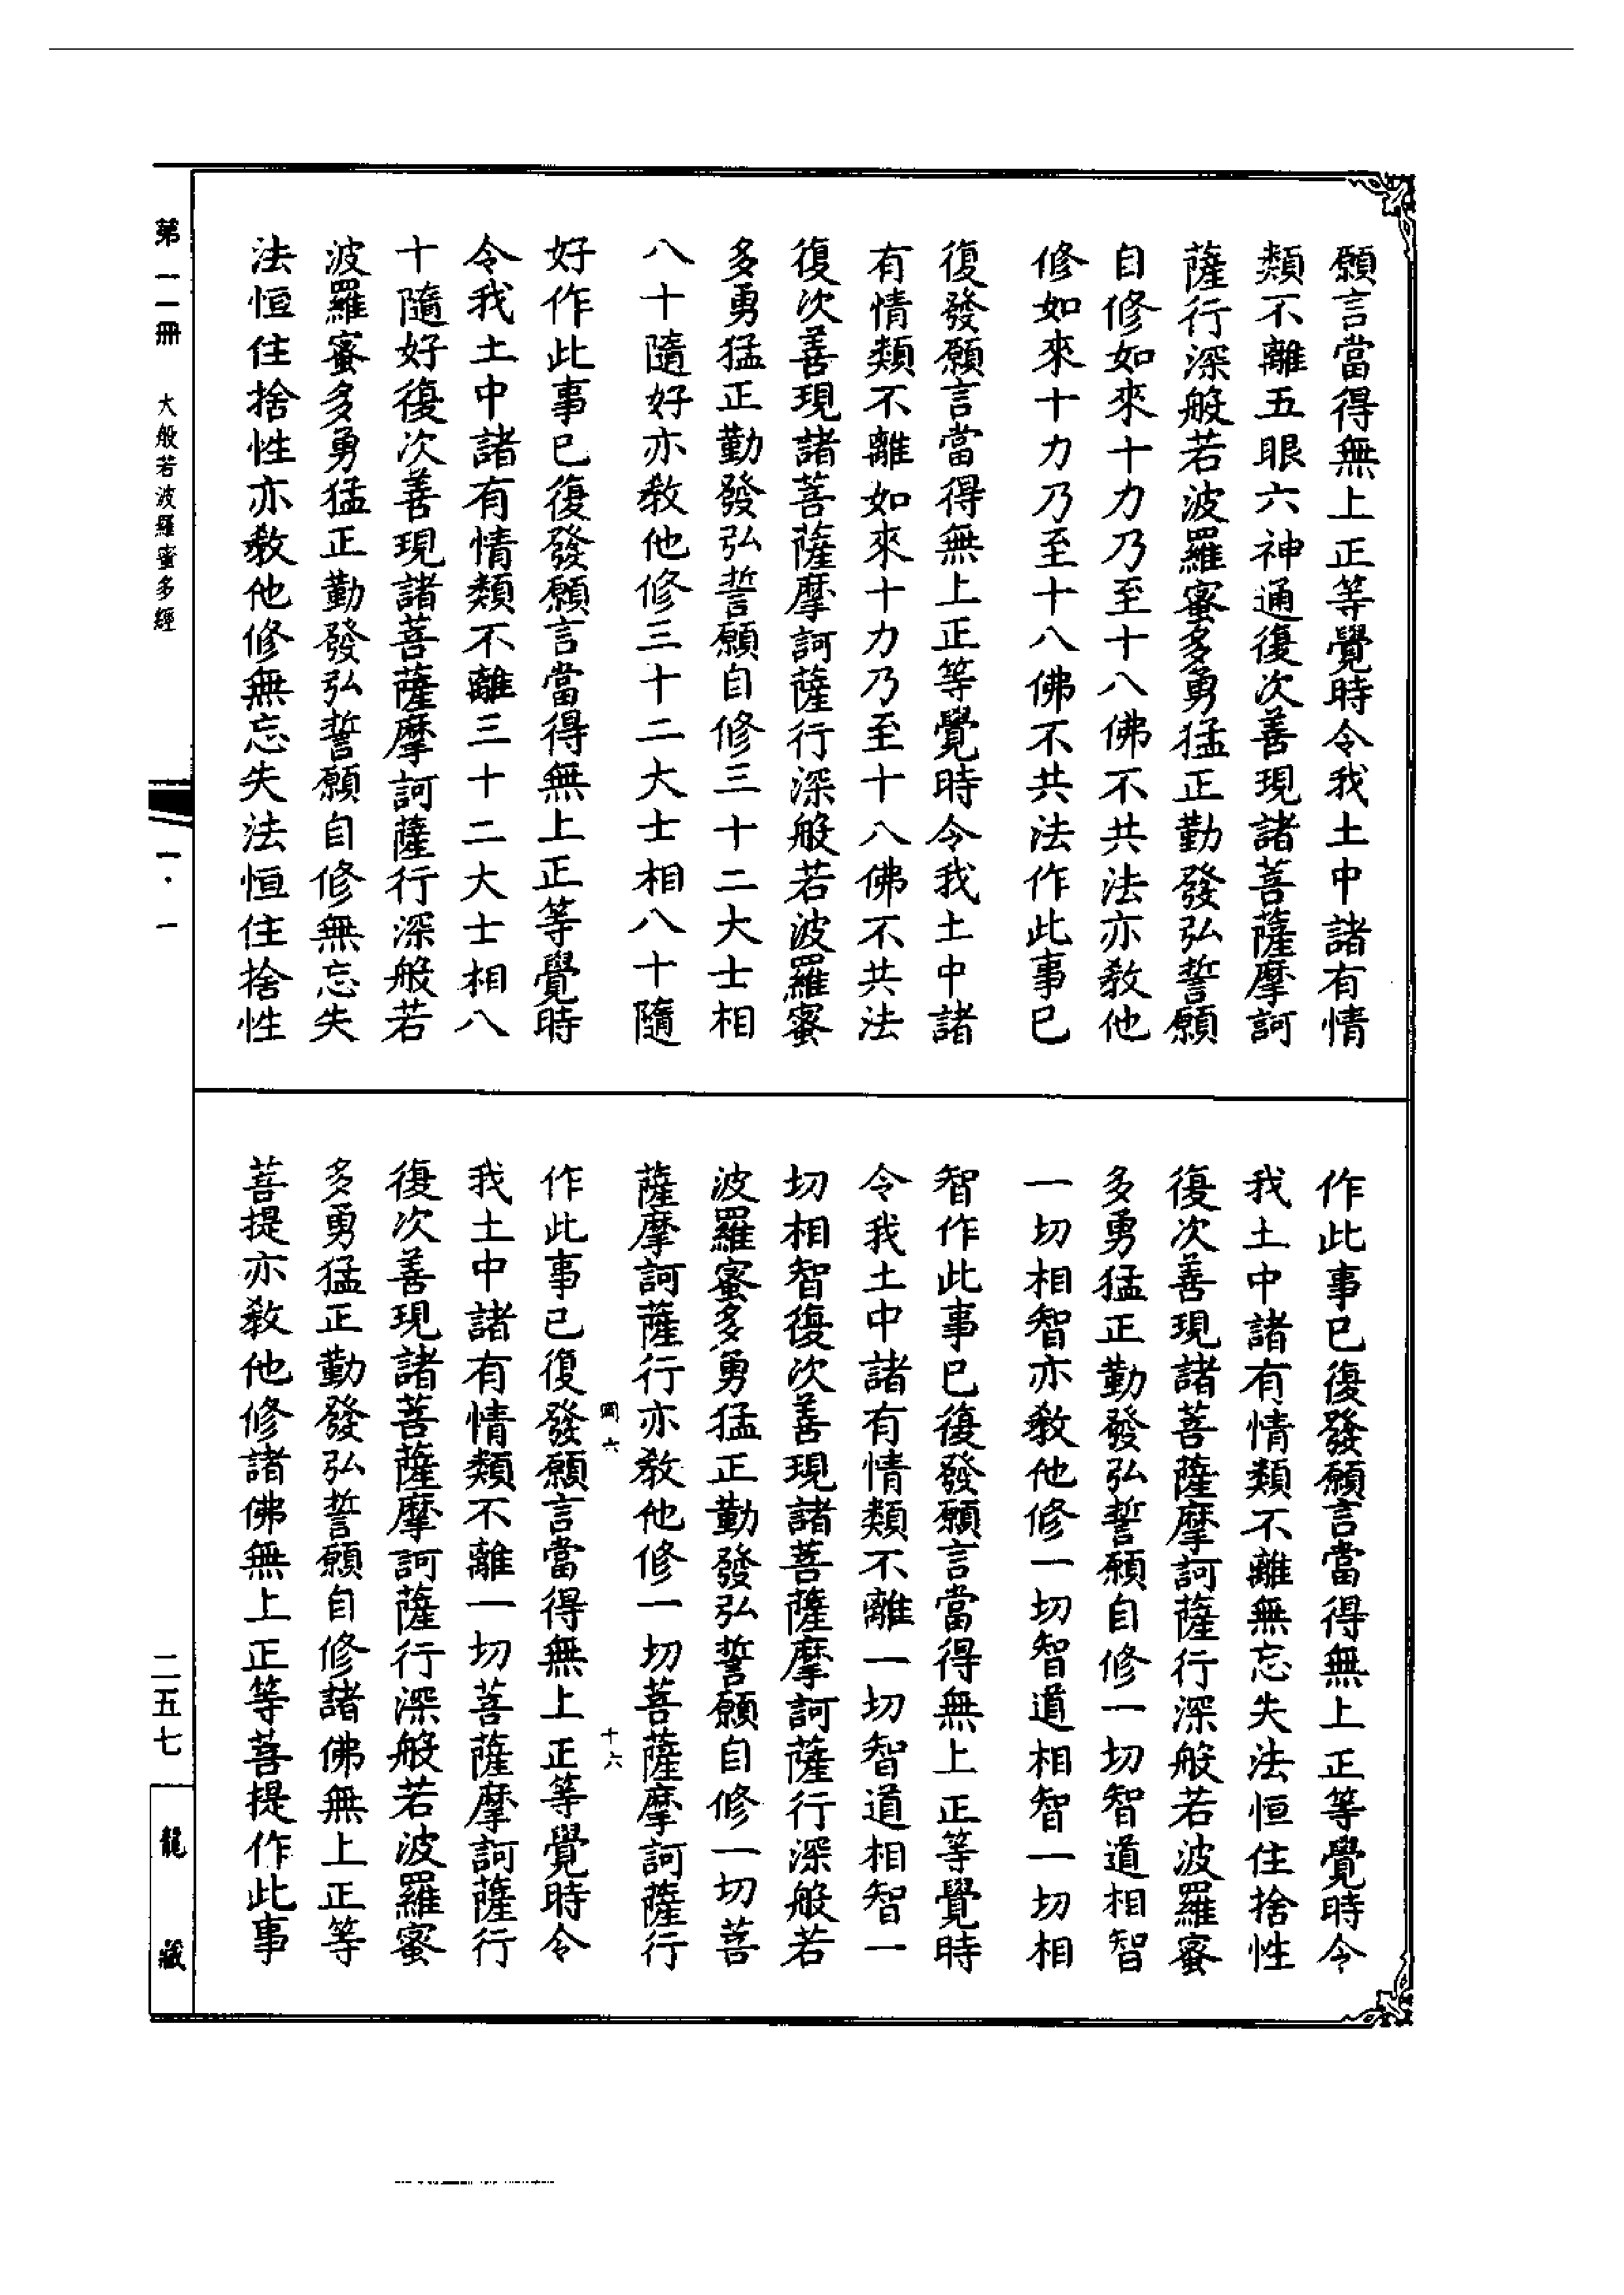 願言當得無上正等覺時令我土中諸有情
類不離五眼六神通復次善現諸菩薩摩訶
薩行深般若波羅蜜多勇猛正勤發弘誓願
自修如來十力乃至十八佛不共法亦教他
修如來十力乃至十八佛不共法作此事已
復發願言當得無上正等覺時令我土中諸
有情類不離如來十力乃至十八佛不共法
復次善現諸菩薩摩訶薩行深般若波羅蜜
多勇猛正勤發弘誓願自修三十二大士相
八十隨好亦教他修三十二大士相八十隨
好作此事已復發願言當得無上正等覺時
令我土中諸有情類不離三十二大士相八
十隨好復次善現諸菩薩摩訶薩行深般若
波羅蜜多勇猛正勤發弘誓願自修無忘失
法恒住捨性亦教他修無忘失法恒住捨性
作此事已復發願言當得無上正等覺時令
我土中諸有情類不離無忘失法恒住捨性
復次善現諸菩薩摩訶薩行深般若波羅蜜
多勇猛正勤發弘誓願自修一切智道相智
一切相智亦教他修一切智道相智一切相
智作此事已復發願言當得無上正等覺時
令我土中諸有情類不離一切智道相智一
切相智復次善現諸菩薩摩訶薩行深般若
波羅蜜多勇猛正勤發弘誓願自修一切菩
薩摩訶薩行亦教他修一切菩薩摩訶薩行
六 十六
作此事已復發願言當得無上正等覺時令
我土中諸有情類不離一切菩薩摩訶薩行
復次善現諸菩薩摩訶薩行深般若波羅蜜
多勇猛正勤發弘誓願自修諸佛無上正等
菩提亦教他修諸佛無上正等菩提作此事
第一一冊 大般若波羅蜜多經 一·一 二五七 龍藏